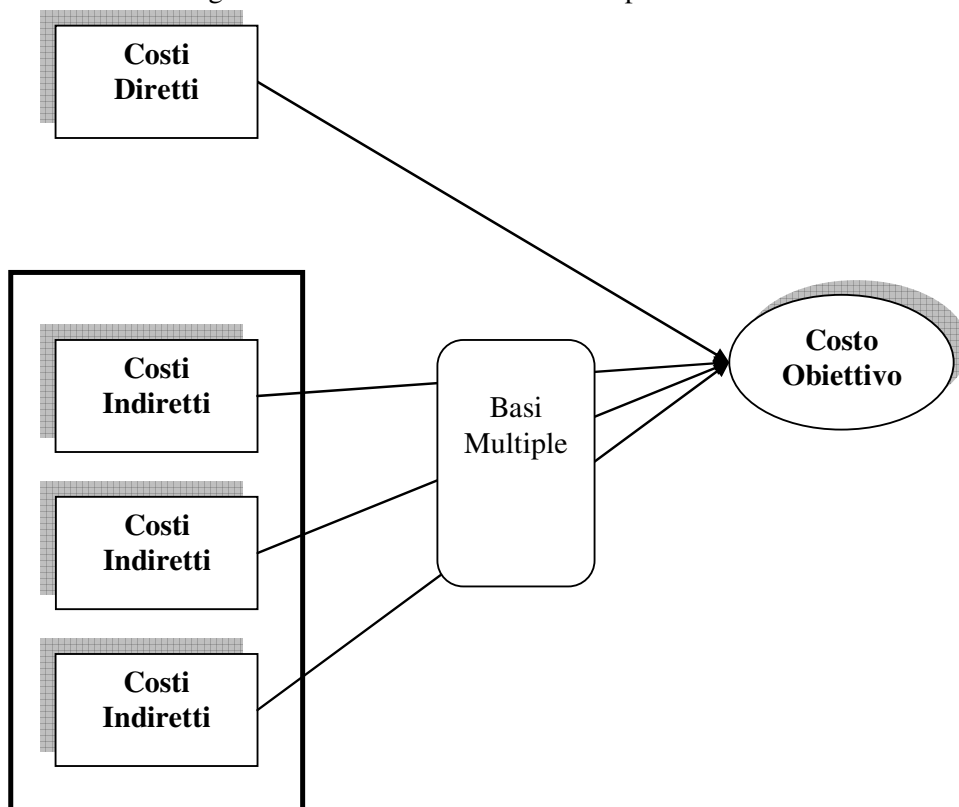 Costi
Diretti
Costi
Indiretti
Basi
Multiple
Costo
Obiettivo
Costi
Indiretti
Costi
Indiretti